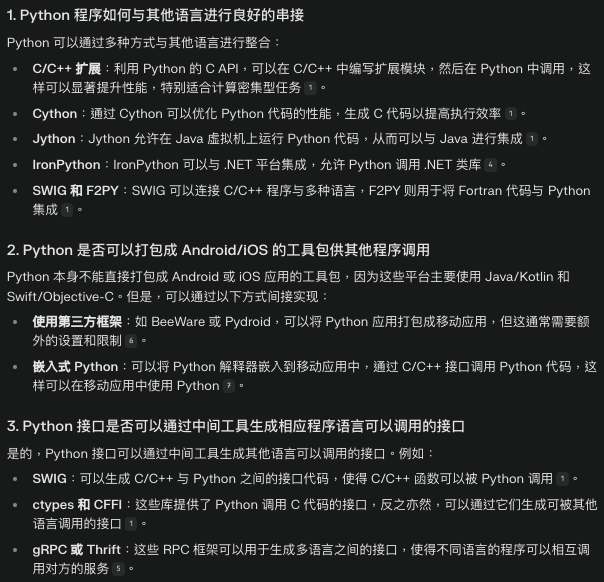 1. Python 程序如何与其他语言进行良好的串接
Python 可以通过多种方式与其他语言进行整合：
• C/C++ 扩展：利用 Python 的 C API，可以在 C/C++ 中编写扩展模块，然后在 Python 中调用，这
样可以显著提升性能，特别适合计算密集型任务 1 。
• Cython：通过 Cython 可以优化 Python 代码的性能，生成 C 代码以提高执行效率 1 。
• Jython：Jython 允许在 Java 虚拟机上运行 Python 代码，从而可以与 Java 进行集成 1 。
• IronPython：IronPython 可以与 .NET 平台集成，允许 Python 调用 .NET 类库 4 。
• SWIG 和 F2PY：SWIG 可以连接 C/C++ 程序与多种语言，F2PY 则用于将 Fortran 代码与 Python
集成 1 。
2. Python 是否可以打包成 Android/iOS 的工具包供其他程序调用
Python 本身不能直接打包成 Android 或 iOS 应用的工具包，因为这些平台主要使用 Java/Kotlin 和
Swift/Objective-C。但是，可以通过以下方式间接实现：
• 使用第三方框架：如 BeeWare 或 Pydroid，可以将 Python 应用打包成移动应用，但这通常需要额
外的设置和限制 6 。
• 嵌入式 Python：可以将 Python 解释器嵌入到移动应用中，通过 C/C++ 接口调用 Python 代码，这
样可以在移动应用中使用 Python 7 。
3. Python 接口是否可以通过中间工具生成相应程序语言可以调用的接口
是的，Python 接口可以通过中间工具生成其他语言可以调用的接口。例如：
• SWIG：可以生成 C/C++ 与 Python 之间的接口代码，使得 C/C++ 函数可以被 Python 调用 1 。
• ctypes 和 CFFI：这些库提供了 Python 调用 C 代码的接口，反之亦然，可以通过它们生成可被其他
语言调用的接口 1 。
• gRPC 或 Thrift：这些 RPC 框架可以用于生成多语言之间的接口，使得不同语言的程序可以相互调
用对方的服务 5 。